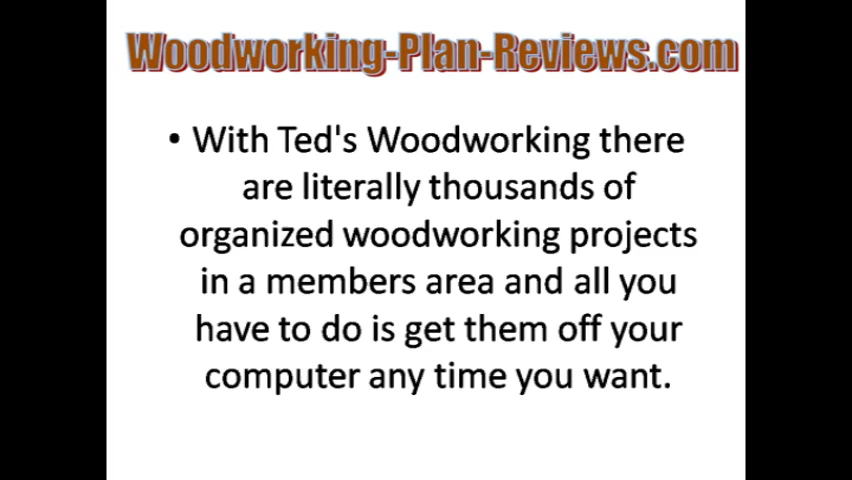 Woodworking-Plan-Reviews.com
• With Ted's Woodworking there
are literally thousands of
organized woodworking projects
in a members area and all you
have to do is get them off your
computer any time you want.